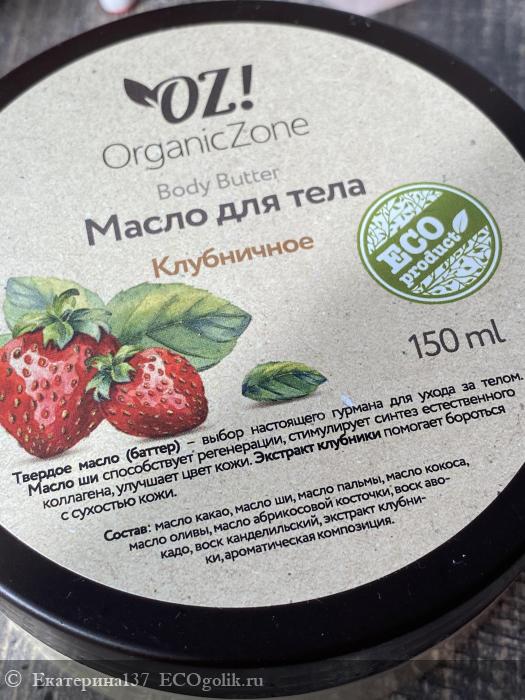 OZ!
OrganicZone
Body Butter
Масло для тела
Клубничное
ECO
product
150 ml
Твердое масло (баттер) – выбор настоящего гурмана для ухода за телом.
Масло ши способствует регенерации, стимулирует синтез естественного
коллагена, улучшает цвет кожи. Экстракт клубники помогает бороться
с сухостью кожи.
Состав: масло какао, масло ши, масло пальмы, масло кокоса,
масло оливы, масло абрикосовой косточки, воск аво-
кадо, воск канделильский, экстракт клубни-
ки, ароматическая композиция.
© Екатерина137 ECOgolik.ru